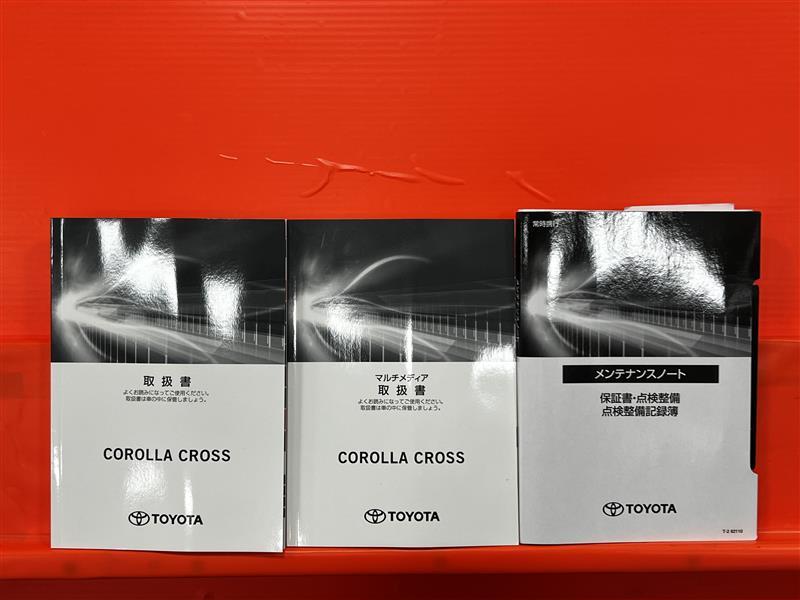 取扱書
よくお読みになってご使用ください。
取扱書は車の中に保管しましょう。
COROLLA CROSS
TOYOTA
マルチメディア
取扱書
よくお読みになってご使用ください。
取扱書は車の中に保管しましょう。
COROLLA CROSS
TOYOTA
常時携行
メンテナンスノート
保証書・点検整備
点検整備記録簿
TOYOTA
T-2 62110